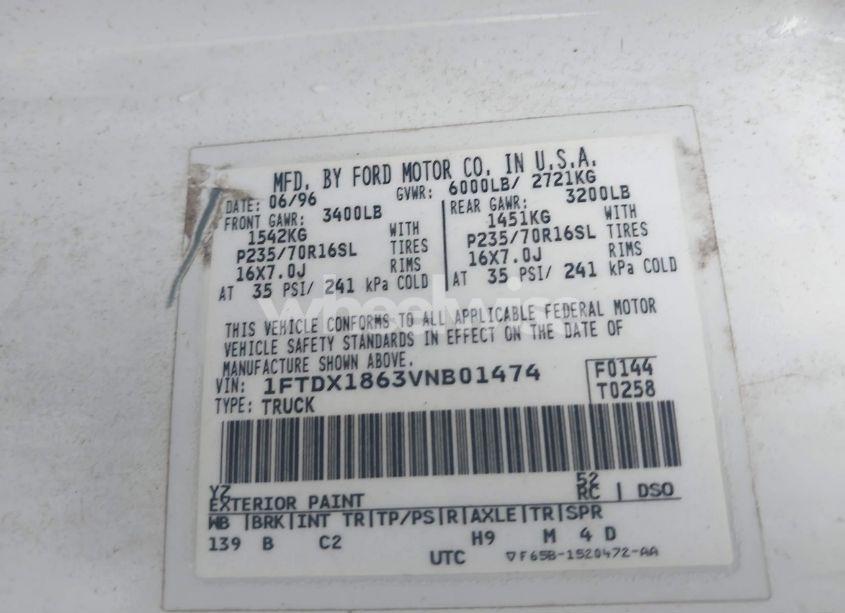 MFD. BY FORD MOTOR CO. IN U.S.A.
DATE: 06/96 GVWR: 6000LB/ 2721KG
FRONT GAWR: 3400LB REAR GAWR: 3200LB
1542KG WITH 1451KG WITH
P235/70R16SL TIRES P235/70R16SL TIRES
16X7.0J RIMS 16X7.0J RIMS
AT 35 PSI/ 241 kPa COLD AT 35 PSI/ 241 kPa COLD
wheelwise
THIS VEHICLE CONFORMS TO ALL APPLICABLE FEDERAL MOTOR
VEHICLE SAFETY STANDARDS IN EFFECT ON THE DATE OF
MANUFACTURE SHOWN ABOVE.
VIN: 1FTDX1863VNB01474 F0144
TYPE: TRUCK T0258
YZ 52
EXTERIOR PAINT RC | DSO
WB |BRK|INT TR|TP/PS|R|AXLE|TR|SPR
139 B C2 H9 M 4 D
UTC ▽F65B-1520472-AA